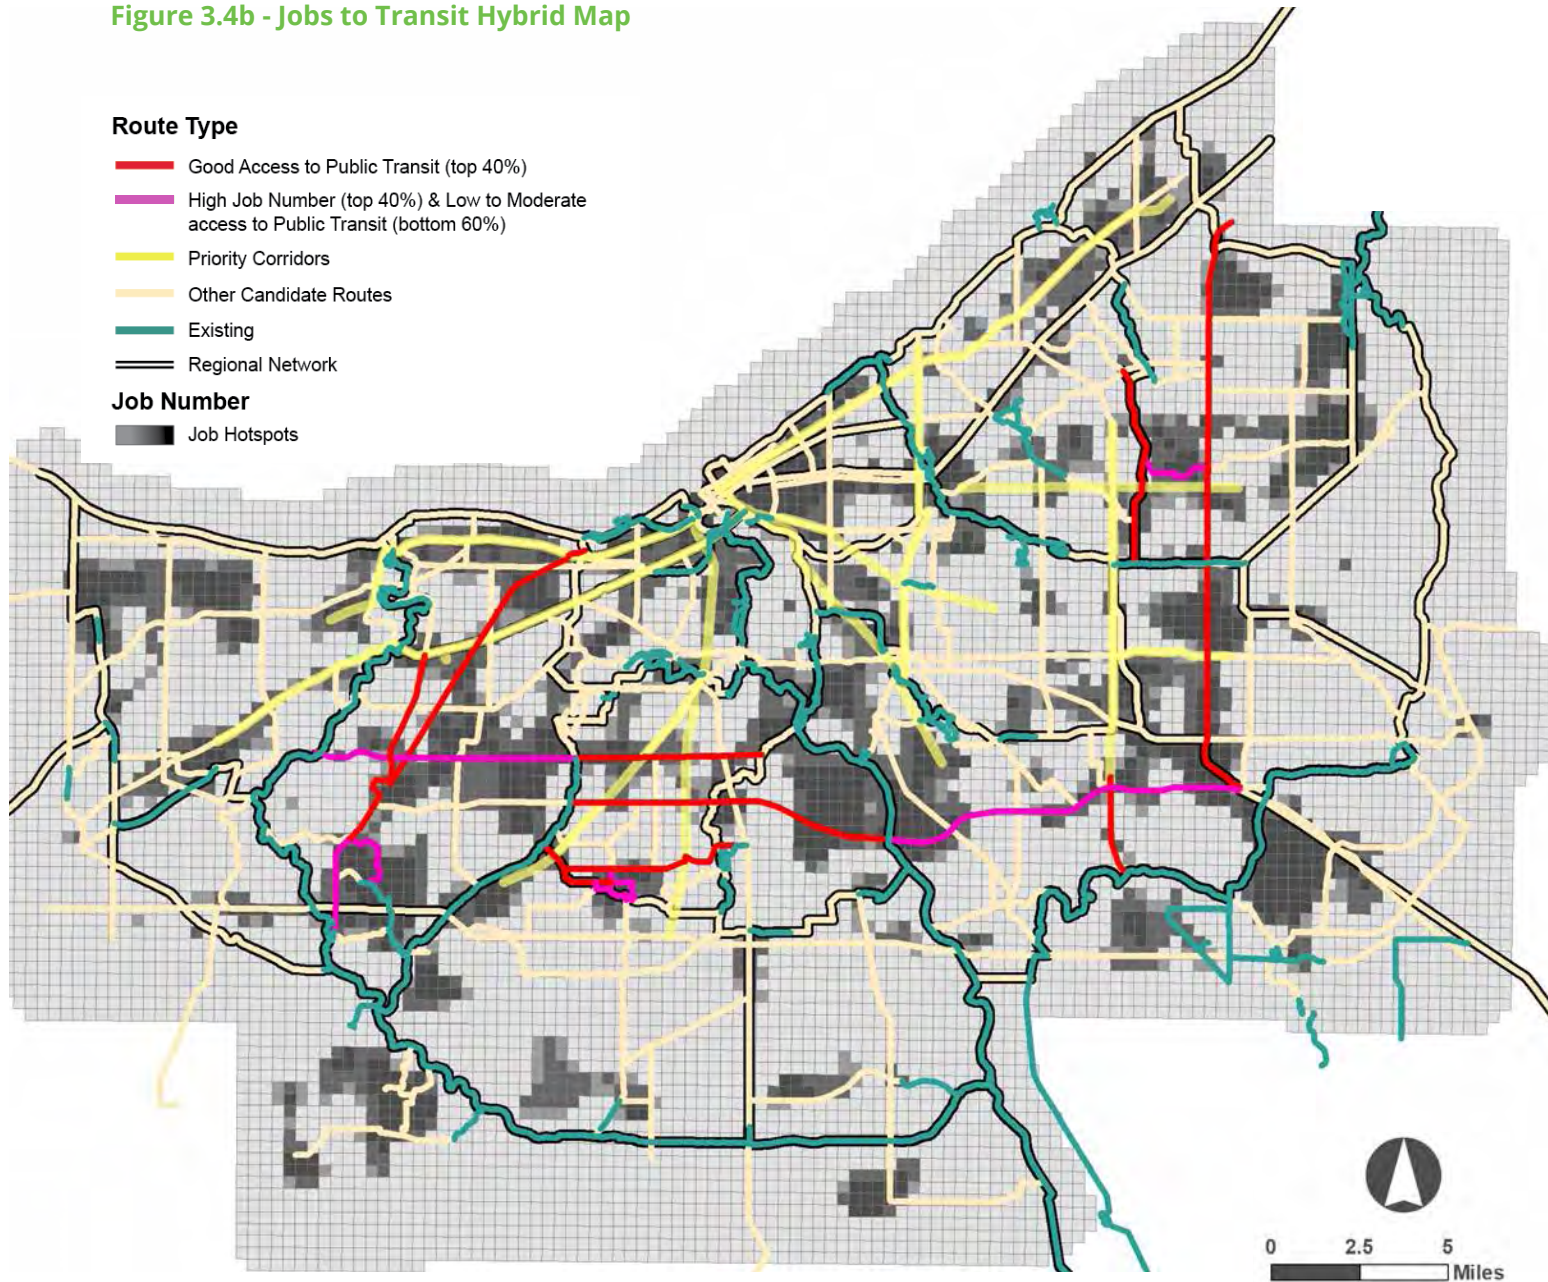 Figure 3.4b - Jobs to Transit Hybrid Map
Route Type
Good Access to Public Transit (top 40%)
High Job Number (top 40%) & Low to Moderate
access to Public Transit (bottom 60%)
Priority Corridors
Other Candidate Routes
Existing
Regional Network
Job Number
Job Hotspots
0 2.5 5
Miles